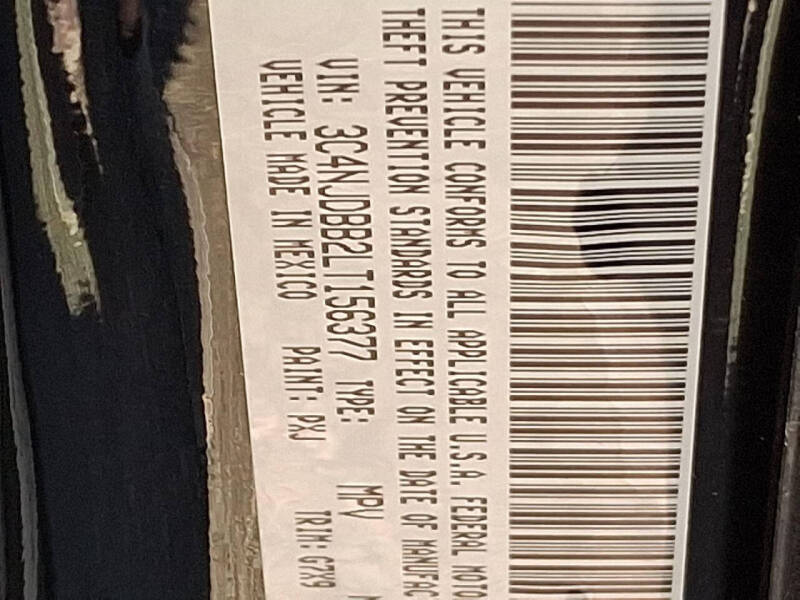 THIS VEHICLE CONFORMS TO ALL APPLICABLE U.S.A. FEDERAL MOTO
THEFT PREVENTION STANDARDS IN EFFECT ON THE DATE OF MANUFAC
VIN: 3C4NJDBB2LT156377 TYPE: MPV
VEHICLE MADE IN MEXICO PAINT: PXJ TRIM: G7X9